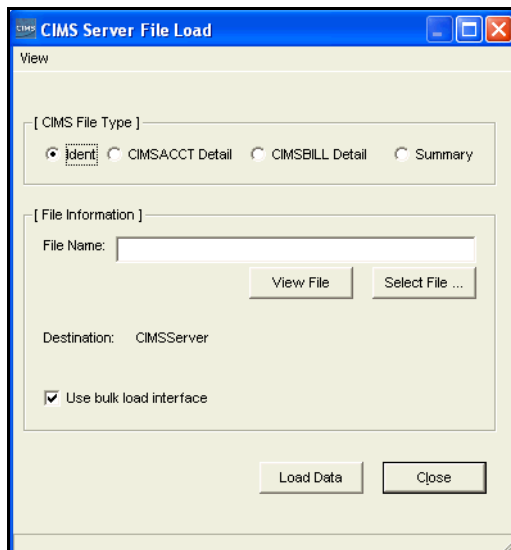 CIMS CIMS Server File Load
View
[ CIMS File Type ]
Ident CIMSACCT Detail CIMSBILL Detail Summary
[ File Information ]
File Name:
View File Select File ...
Destination: CIMSServer
Use bulk load interface
Load Data Close